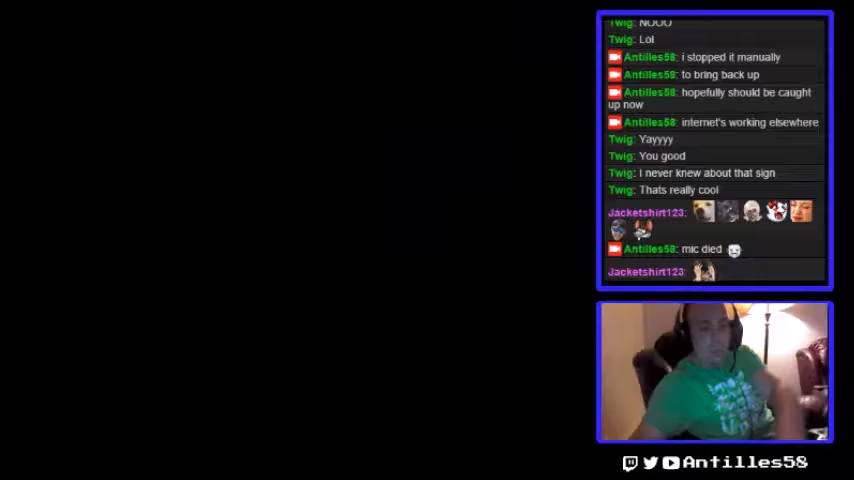 Twig: NOOO
Twig: Lol
Antilles58: i stopped it manually
Antilles58: to bring back up
Antilles58: hopefully should be caught
up now
Antilles58: internet's working elsewhere
Twig: Yayyyy
Twig: You good
Twig: I never knew about that sign
Twig: Thats really cool
Jacketshirt123:
Antilles58: mic died
Jacketshirt123:
Antilles58